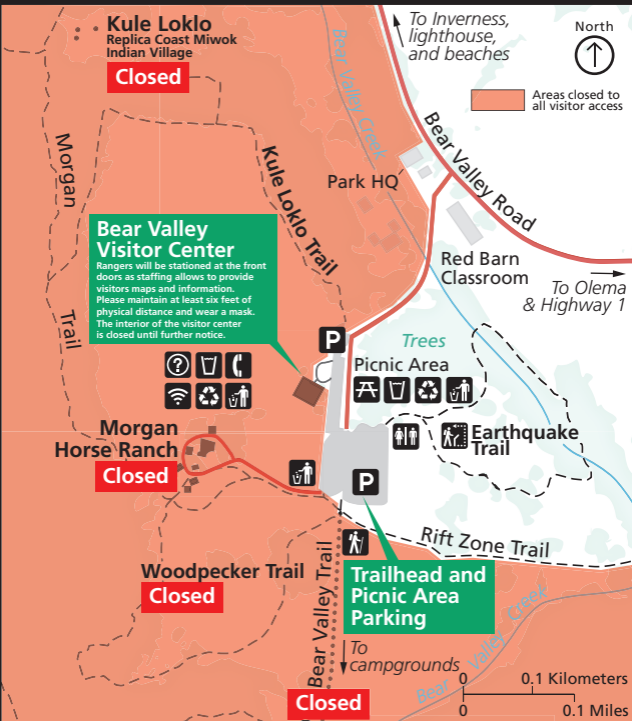 Kule Loklo
Replica Coast Miwok
Indian Village
Closed
To Inverness,
lighthouse,
and beaches
North
Areas closed to
all visitor access
Bear Valley Creek
Bear Valley Road
Morgan
Trail
Kule Loklo Trail
Park HQ
Bear Valley
Visitor Center
Rangers will be stationed at the front
doors as staffing allows to provide
visitors maps and information.
Please maintain at least six feet of
physical distance and wear a mask.
The interior of the visitor center
is closed until further notice.
Red Barn
Classroom
To Olema
& Highway 1
P
Trees
Picnic Area
?
Morgan
Horse Ranch
Closed
Earthquake
Trail
P
Rift Zone Trail
Woodpecker Trail
Closed
Bear Valley Trail
Trailhead and
Picnic Area
Parking
To
campgrounds
Bear Valley Creek
Closed
0 0.1 Kilometers
0 0.1 Miles